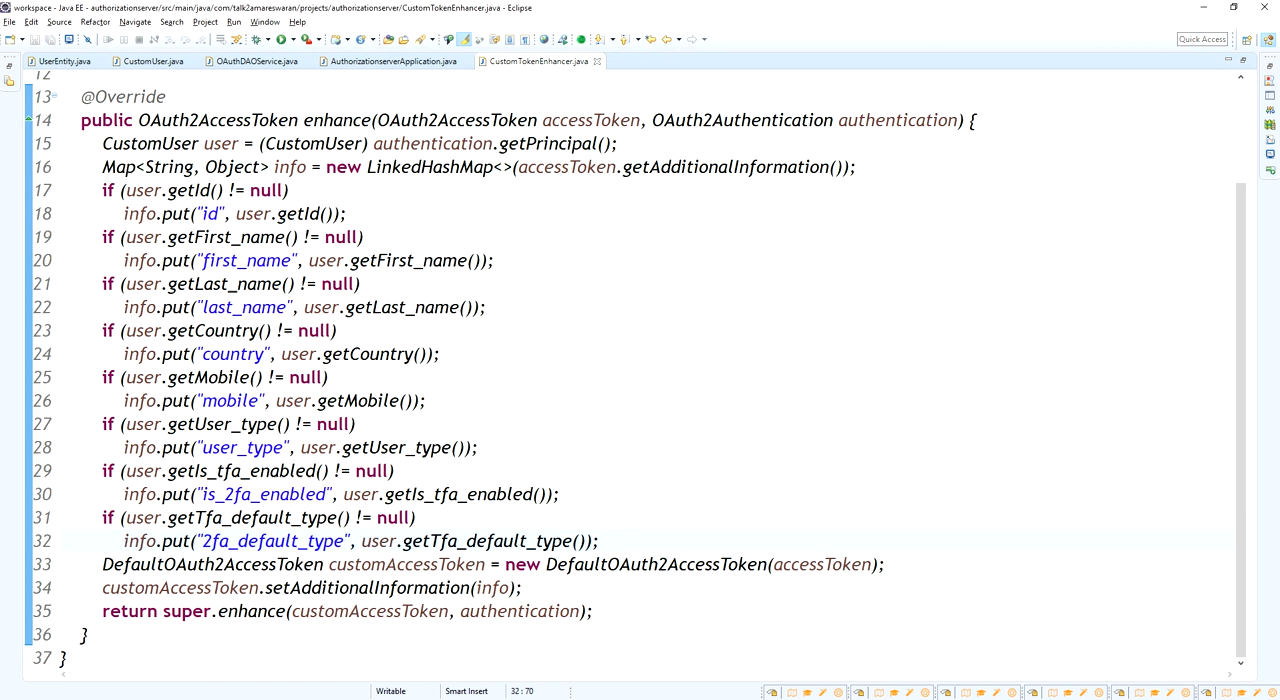 workspace - Java EE - authorizationserver/src/main/java/com/talk2amareswaran/projects/authorizationserver/CustomTokenEnhancer.java - Eclipse
File Edit Source Refactor Navigate Search Project Run Window Help
Quick Access
UserEntity.java CustomUser.java OAuthDAOService.java AuthorizationserverApplication.java CustomTokenEnhancer.java
12
13 @Override
14 public OAuth2AccessToken enhance(OAuth2AccessToken accessToken, OAuth2Authentication authentication) {
15 CustomUser user = (CustomUser) authentication.getPrincipal();
16 Map<String, Object> info = new LinkedHashMap<>(accessToken.getAdditionalInformation());
17 if (user.getId() != null)
18 info.put("id", user.getId());
19 if (user.getFirst_name() != null)
20 info.put("first_name", user.getFirst_name());
21 if (user.getLast_name() != null)
22 info.put("last_name", user.getLast_name());
23 if (user.getCountry() != null)
24 info.put("country", user.getCountry());
25 if (user.getMobile() != null)
26 info.put("mobile", user.getMobile());
27 if (user.getUser_type() != null)
28 info.put("user_type", user.getUser_type());
29 if (user.getIs_tfa_enabled() != null)
30 info.put("is_2fa_enabled", user.getIs_tfa_enabled());
31 if (user.getTfa_default_type() != null)
32 info.put("2fa_default_type", user.getTfa_default_type());
33 DefaultOAuth2AccessToken customAccessToken = new DefaultOAuth2AccessToken(accessToken);
34 customAccessToken.setAdditionalInformation(info);
35 return super.enhance(customAccessToken, authentication);
36 }
37 }
Writable Smart Insert 32 : 70